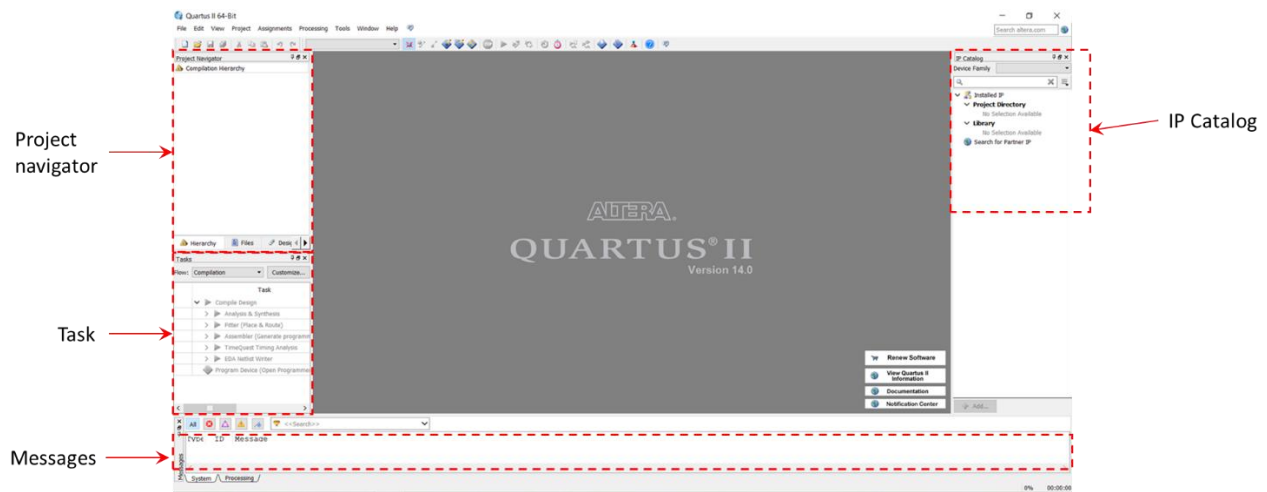 Quartus II 64-Bit
File Edit View Project Assignments Processing Tools Window Help
Search altera.com
Project Navigator
Compilation Hierarchy
IP Catalog
Device Family
Installed IP
Project Directory
No Selection Available
Library
No Selection Available
Search for Partner IP
IP Catalog
Project
navigator
ALTERA.
QUARTUS® II
Version 14.0
Hierarchy Files
Tasks
Flow: Compilation Customize...
Task
Compile Design
Analysis & Synthesis
Fitter (Place & Route)
Assembler (Generate programm
TimeQuest Timing Analysis
EDA Netlist Writer
Program Device (Open Programmer
Task
Renew Software
View Quartus II
Information
Documentation
Notification Center
Add...
All <<Search>>
Type ID Message
Messages
Messages
System Processing
0% 00:00:00